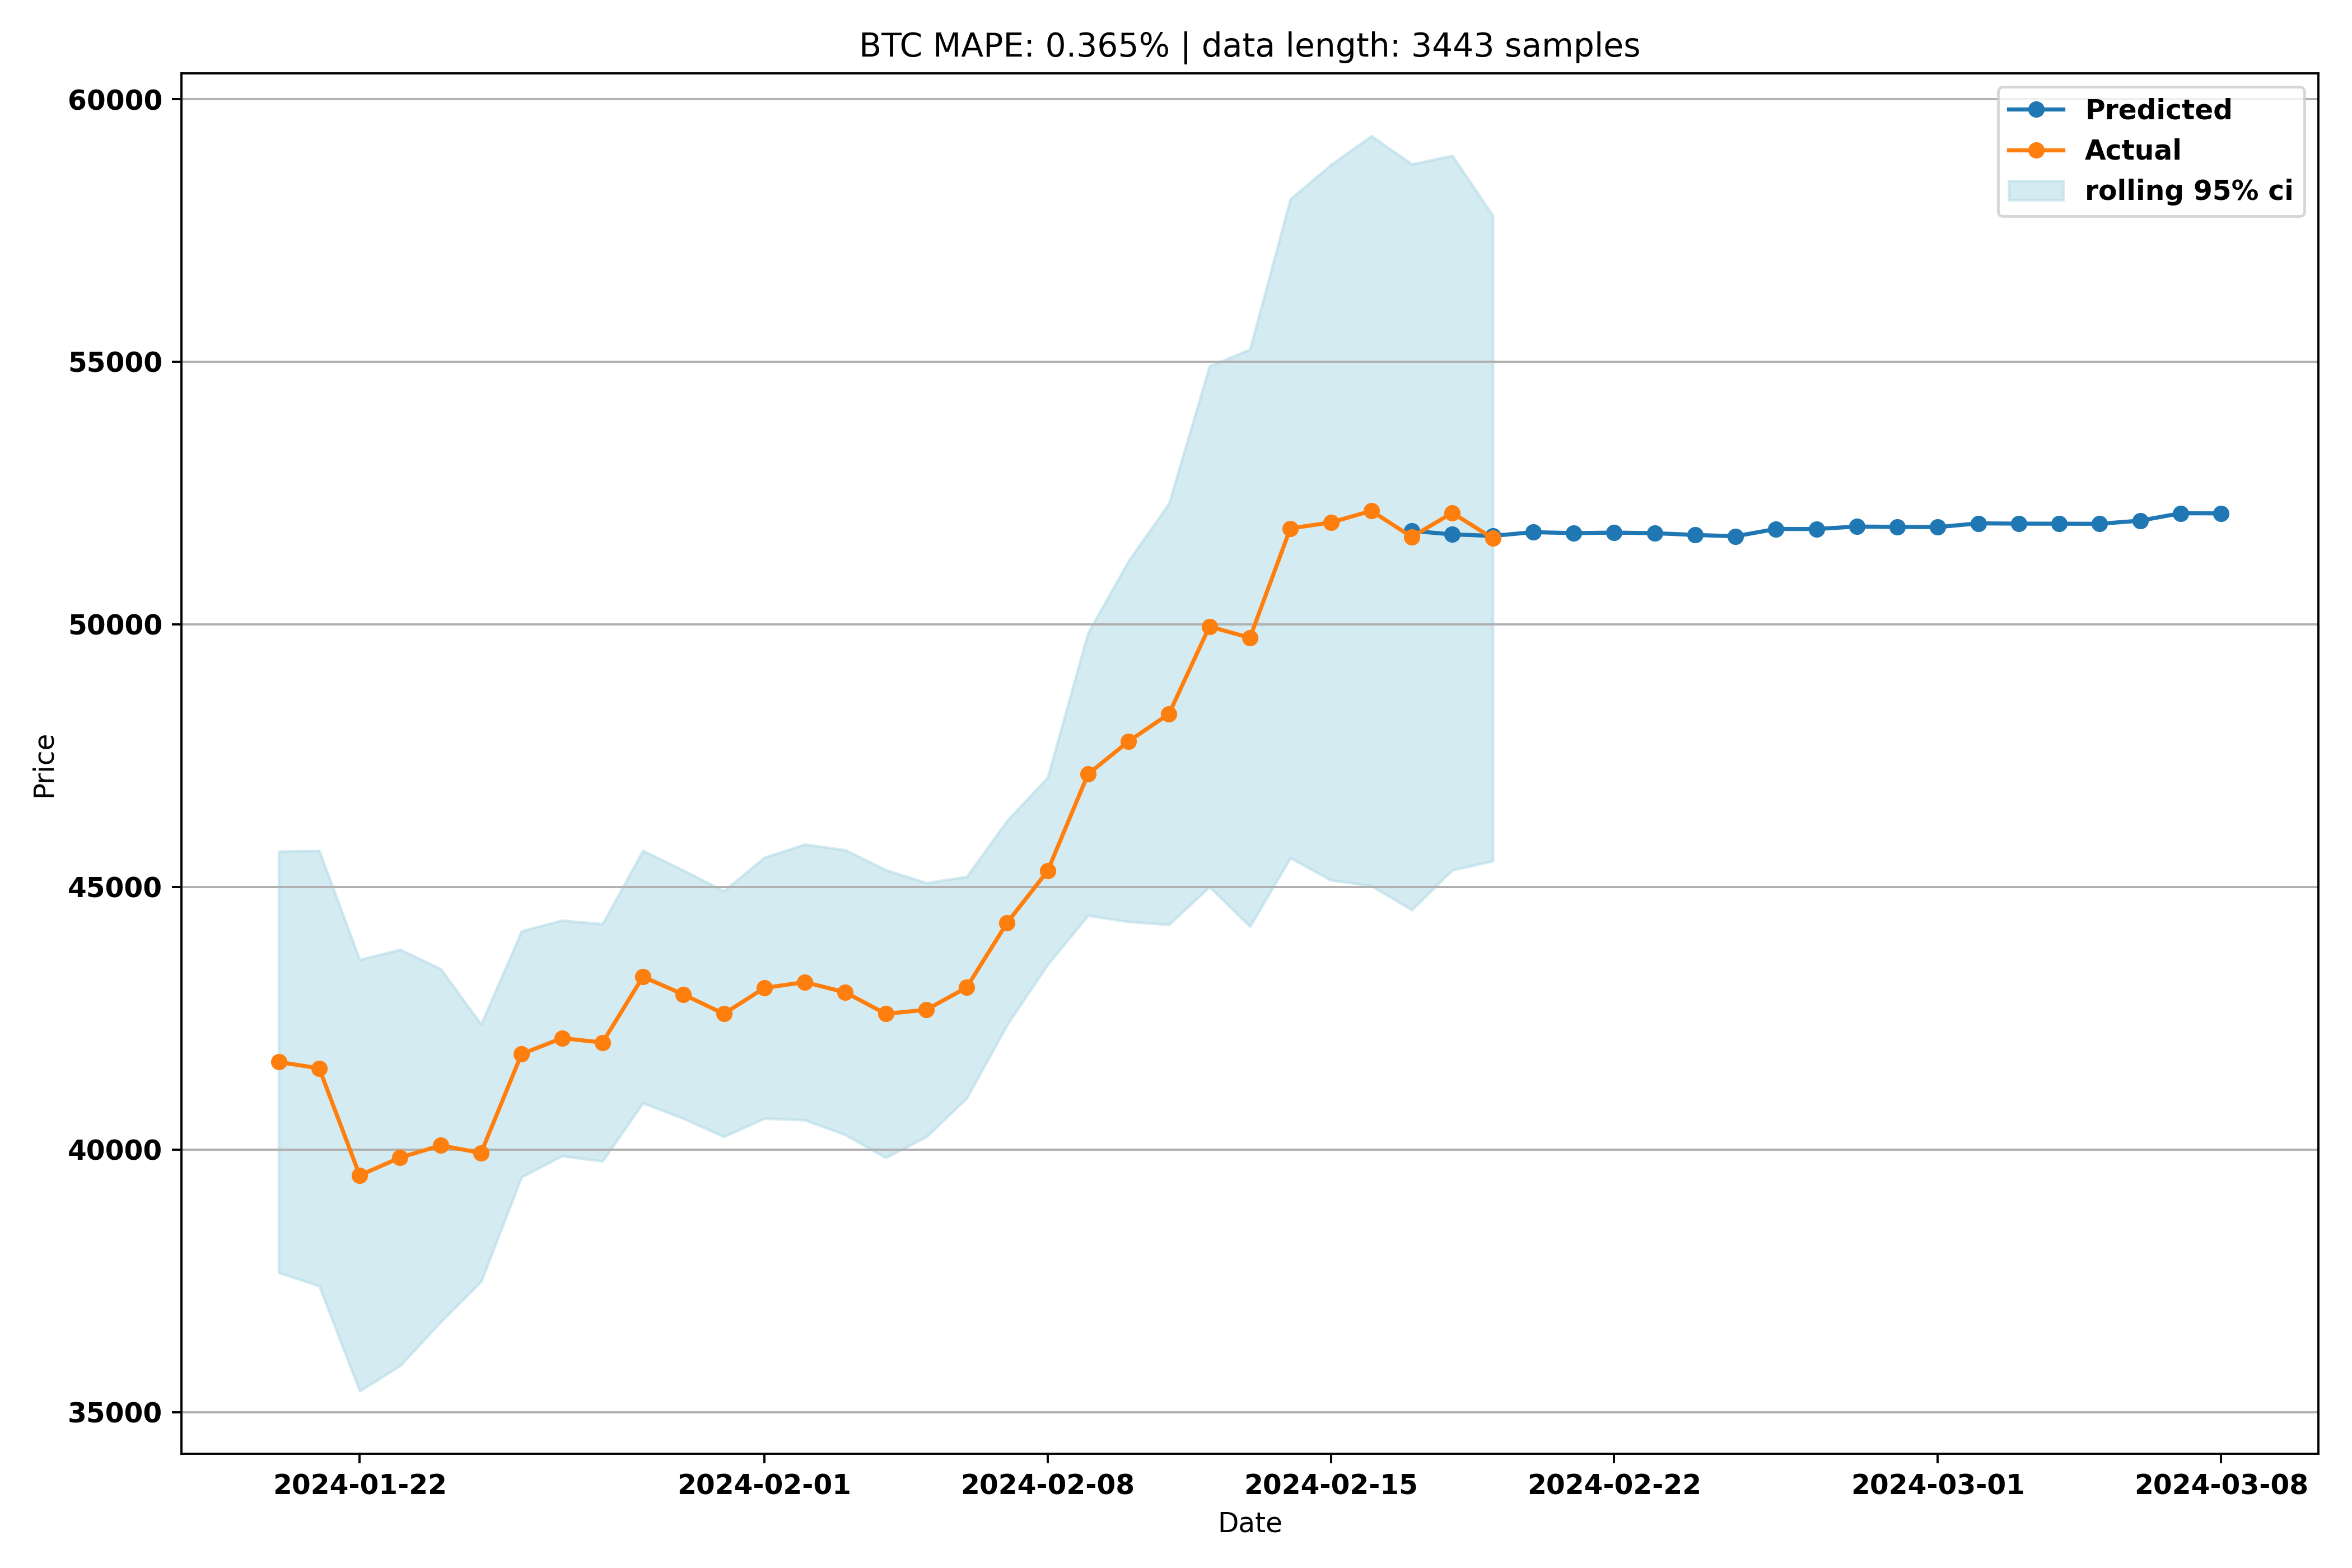 BTC MAPE: 0.365% | data length: 3443 samples
Predicted
Actual
rolling 95% ci
60000
55000
50000
45000
40000
35000
Price
2024-01-22
2024-02-01
2024-02-08
2024-02-15
2024-02-22
2024-03-01
2024-03-08
Date